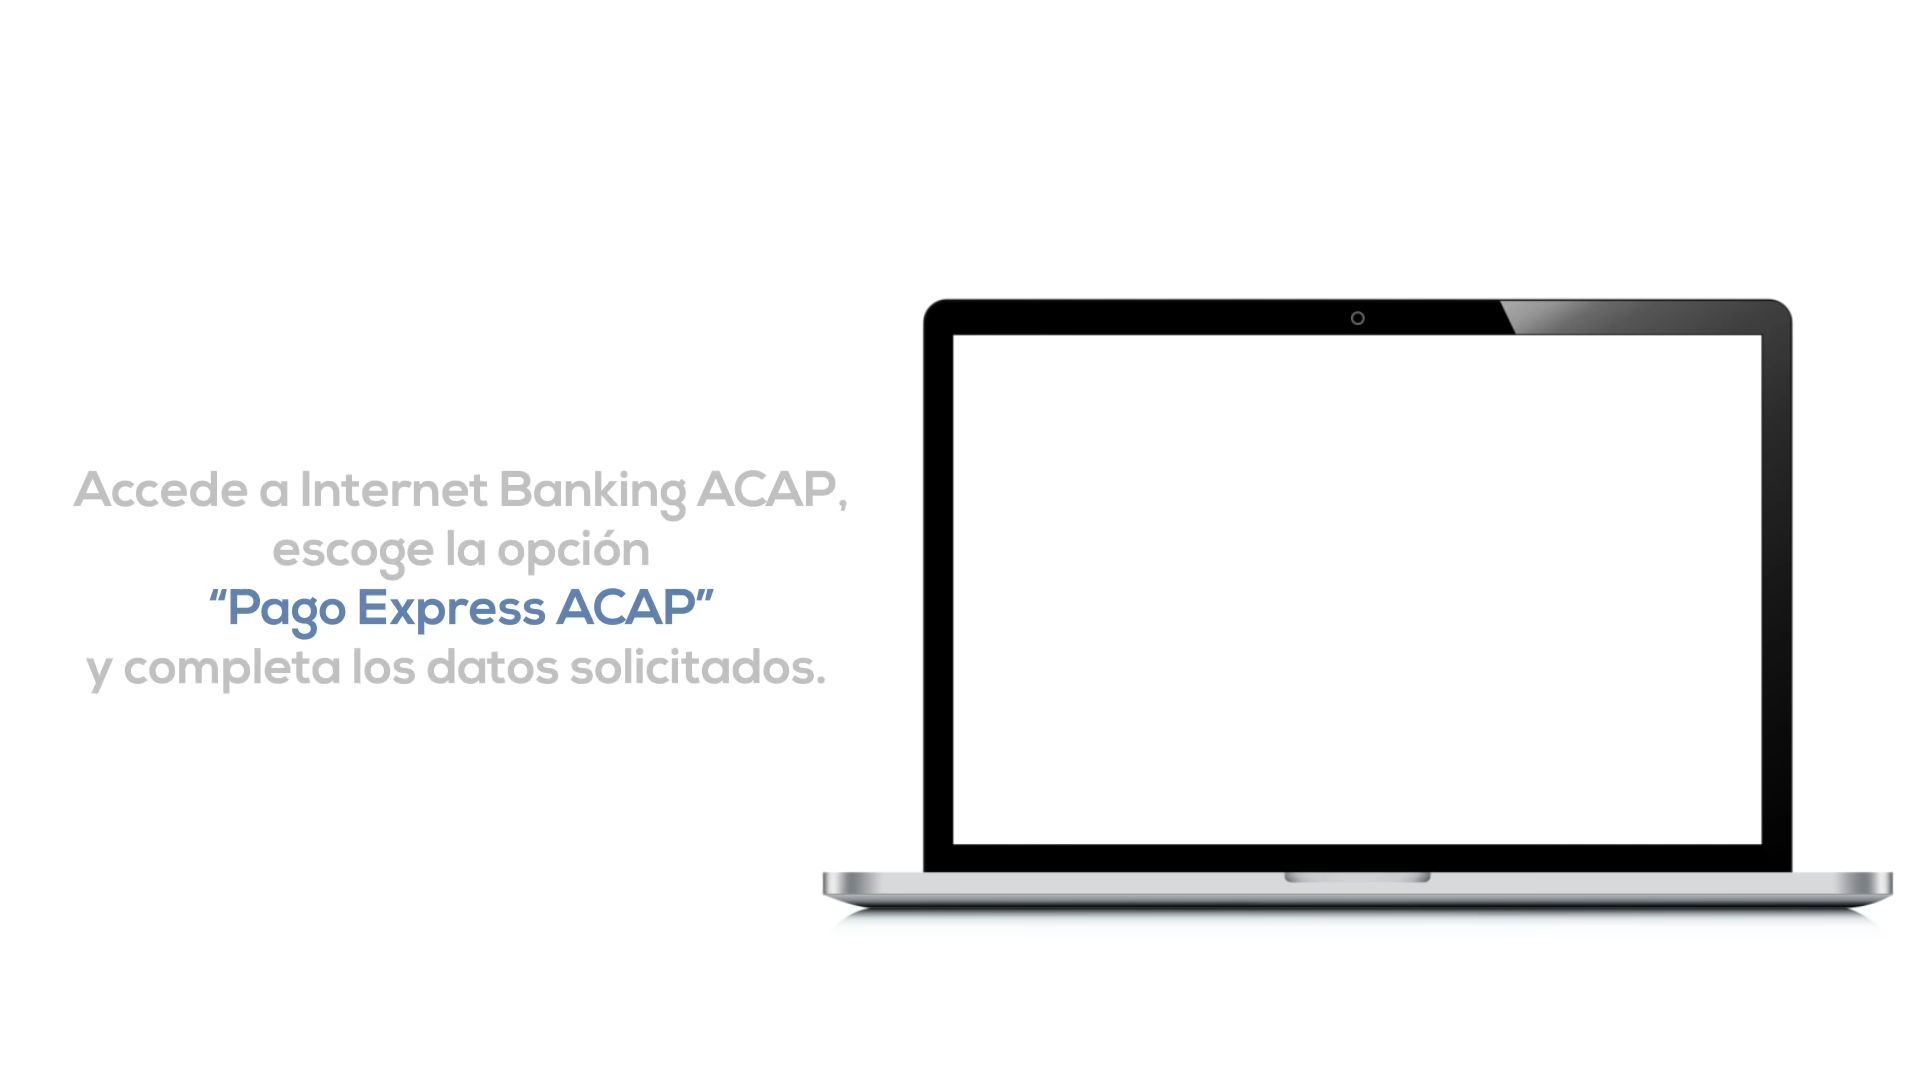 Accede a Internet Banking ACAP,
escoge la opción
“Pago Express ACAP”
y completa los datos solicitados.